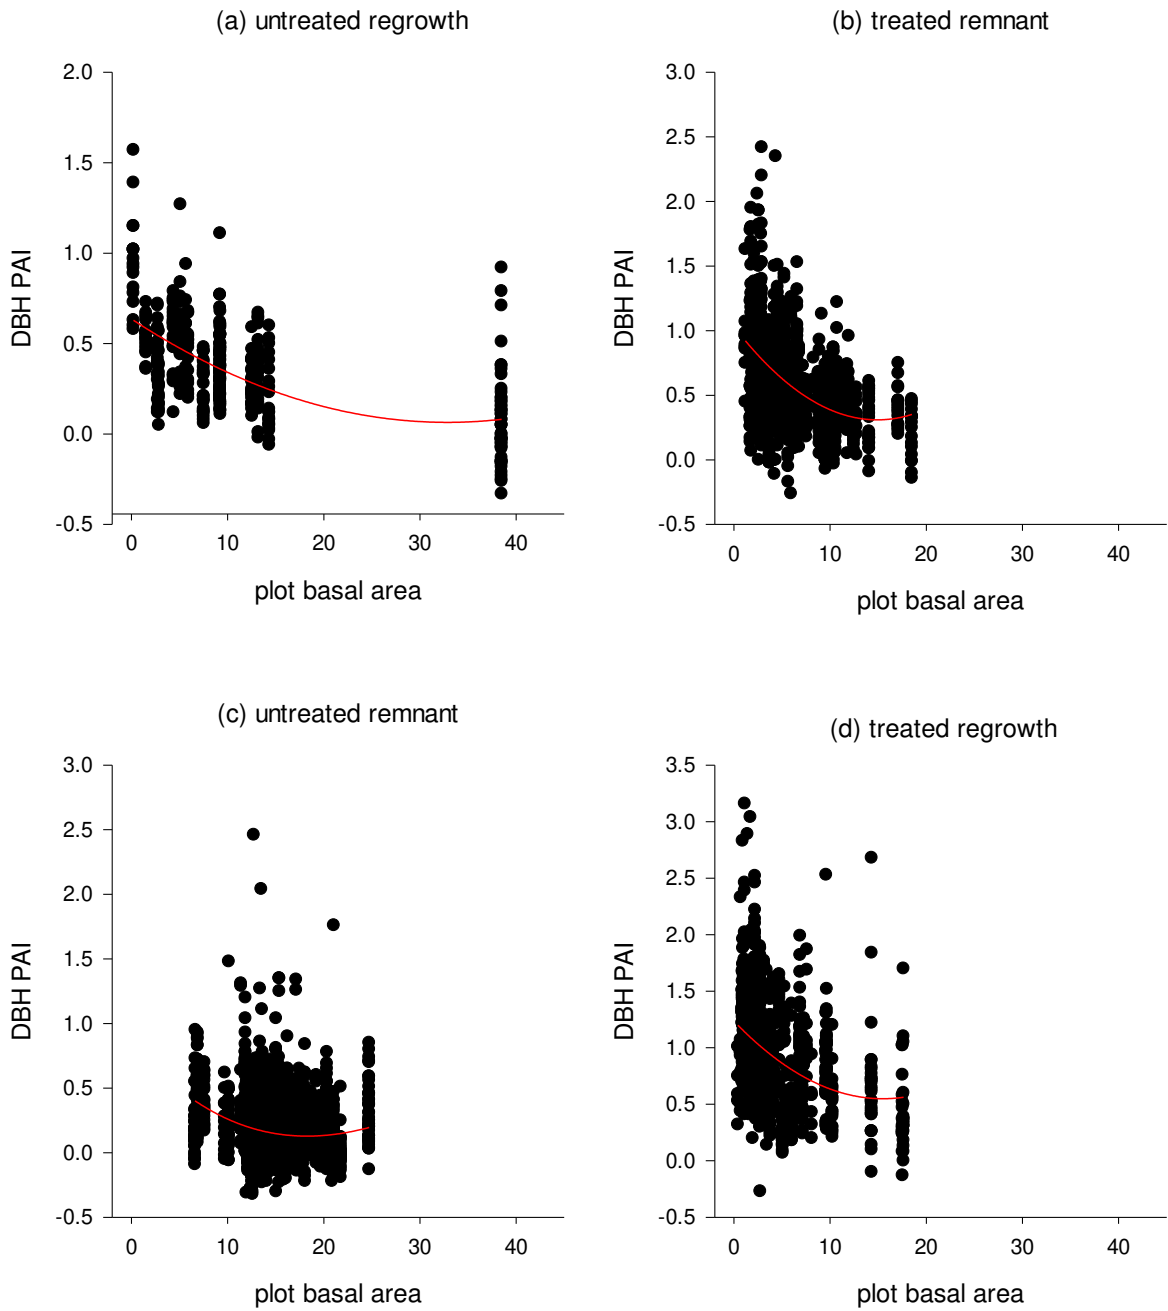 (a) untreated regrowth
2.0
1.5
1.0
0.5
0.0
-0.5
DBH PAI
0 10 20 30 40
plot basal area
(b) treated remnant
3.0
2.5
2.0
1.5
1.0
0.5
0.0
-0.5
DBH PAI
0 10 20 30 40
plot basal area
(c) untreated remnant
3.0
2.5
2.0
1.5
1.0
0.5
0.0
-0.5
DBH PAI
0 10 20 30 40
plot basal area
(d) treated regrowth
3.5
3.0
2.5
2.0
1.5
1.0
0.5
0.0
-0.5
DBH PAI
0 10 20 30 40
plot basal area